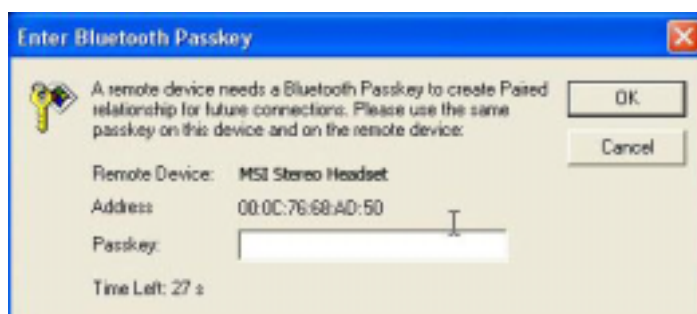 Enter Bluetooth Passkey
A remote device needs a Bluetooth Passkey to create Paired
relationship for future connections. Please use the same
passkey on this device and on the remote device:
OK
Cancel
Remote Device: MSI Stereo Headset
Address 00:0C:76:68:AD:50
Passkey:
Time Left: 27 s